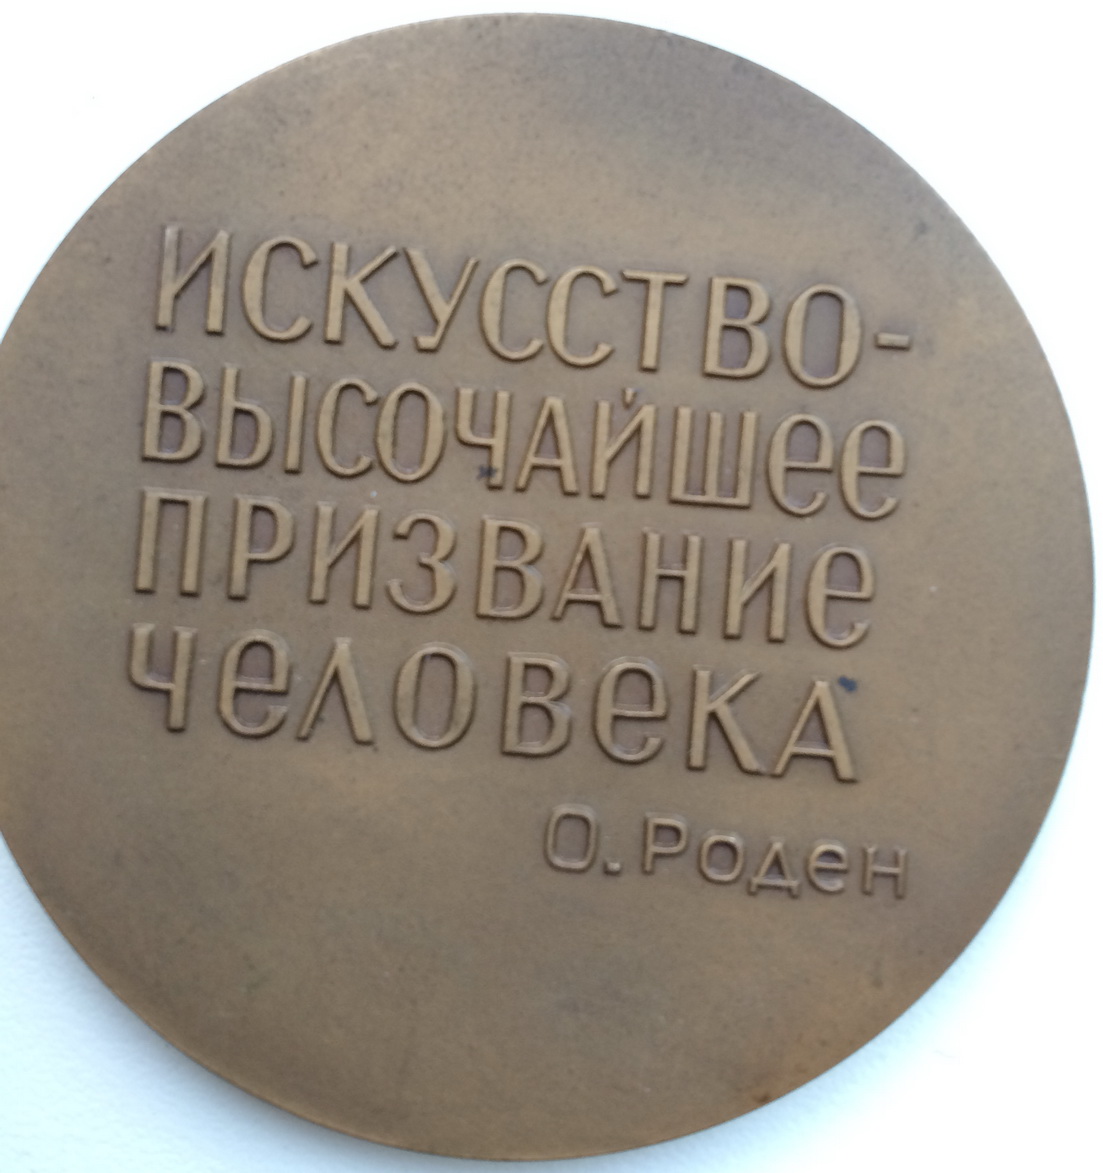 ИСКУССТВО-
ВЫСОЧАЙШЕЕ
ПРИЗВАНИЕ
ЧЕЛОВЕКА
О. РОДЕН